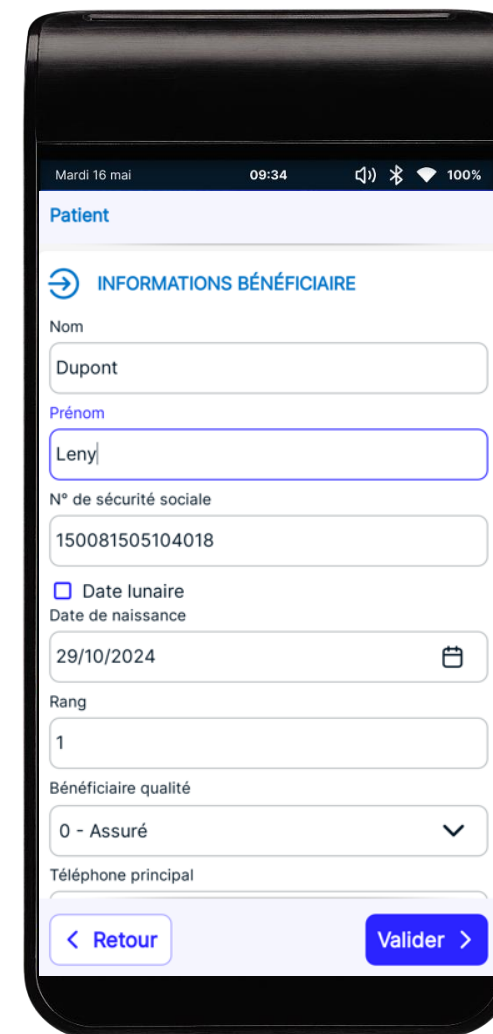 Mardi 16 mai 09:34 100%
Patient
INFORMATIONS BÉNÉFICIAIRE
Nom
Dupont
Prénom
Leny
N° de sécurité sociale
150081505104018
Date lunaire
Date de naissance
29/10/2024
Rang
1
Bénéficiaire qualité
0 - Assuré
Téléphone principal
Retour Valider